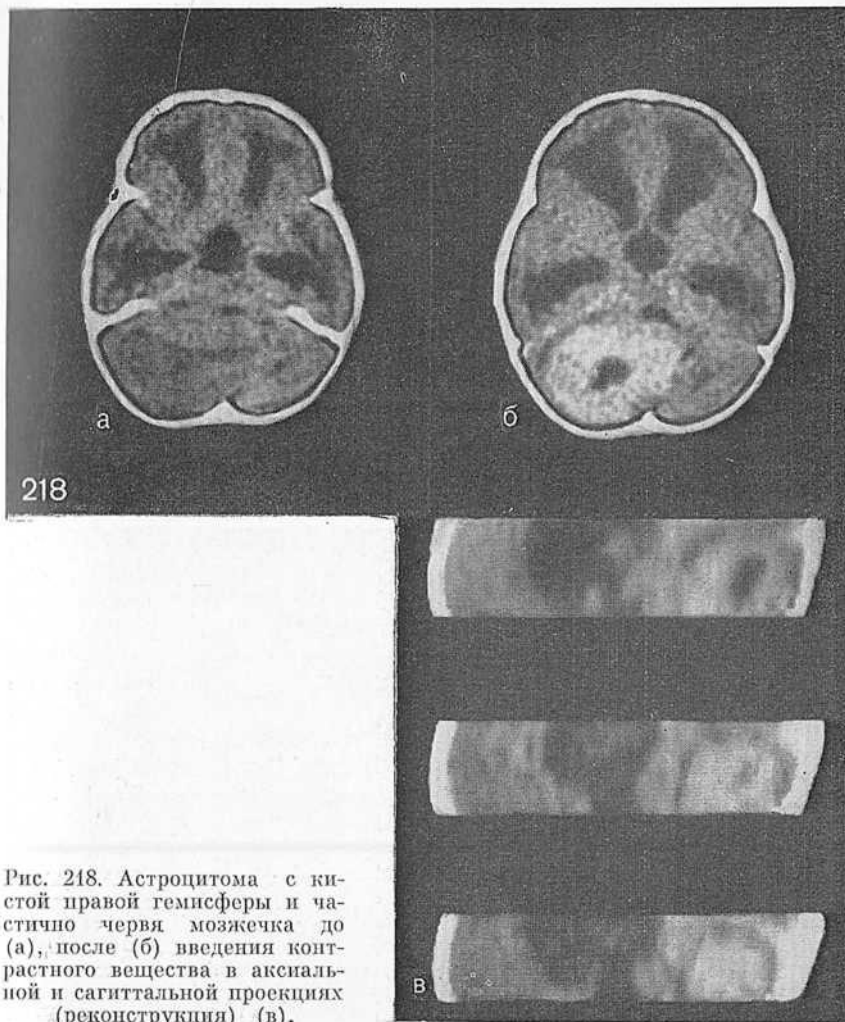 а
б
218
в
Рис. 218. Астроцитома с ки-
стой правой гемисферы и ча-
стично червя мозжечка до
(а), после (б) введения конт-
растного вещества в аксиаль-
ной и сагиттальной проекциях
(реконструкция) (в).